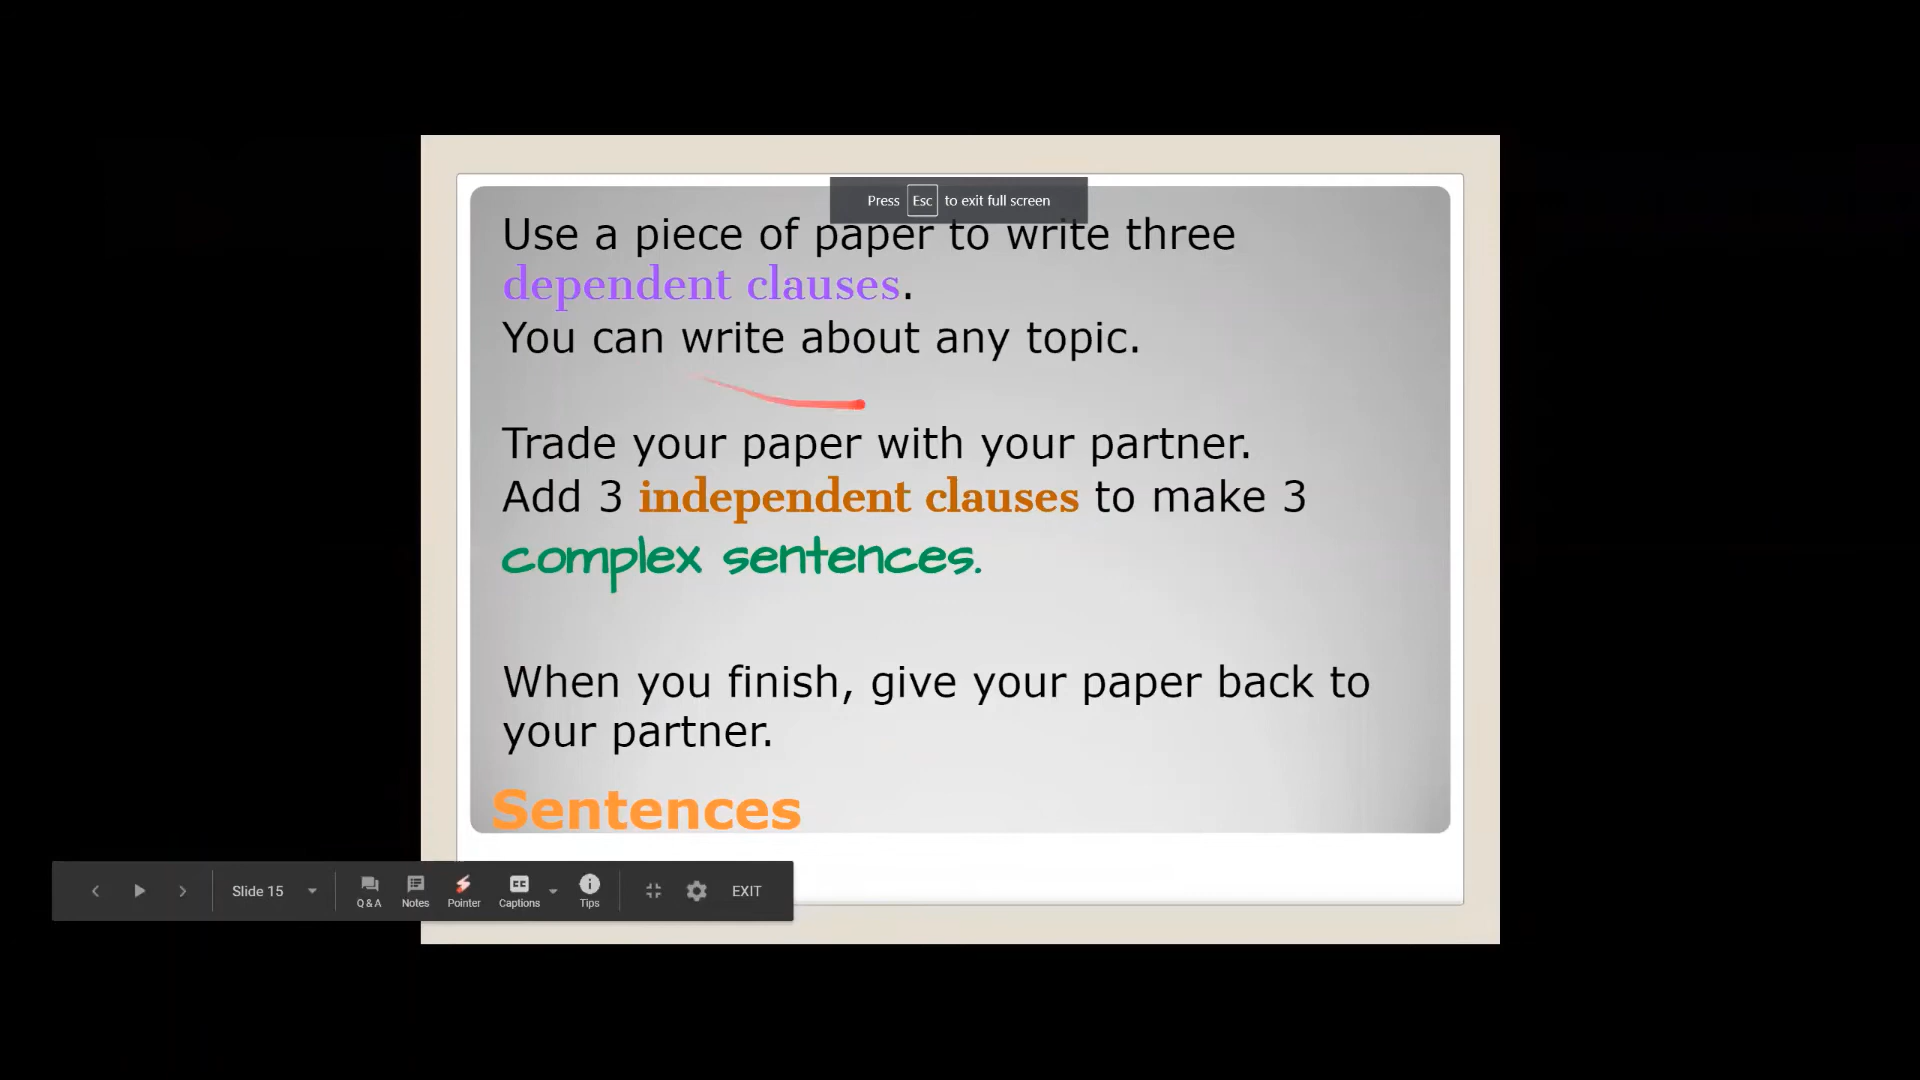 Press Esc to exit full screen
Use a piece of paper to write three
dependent clauses.
You can write about any topic.
Trade your paper with your partner.
Add 3 independent clauses to make 3
complex sentences.
When you finish, give your paper back to
your partner.
Sentences
Slide 15 Q & A Notes Pointer CC Captions Tips EXIT